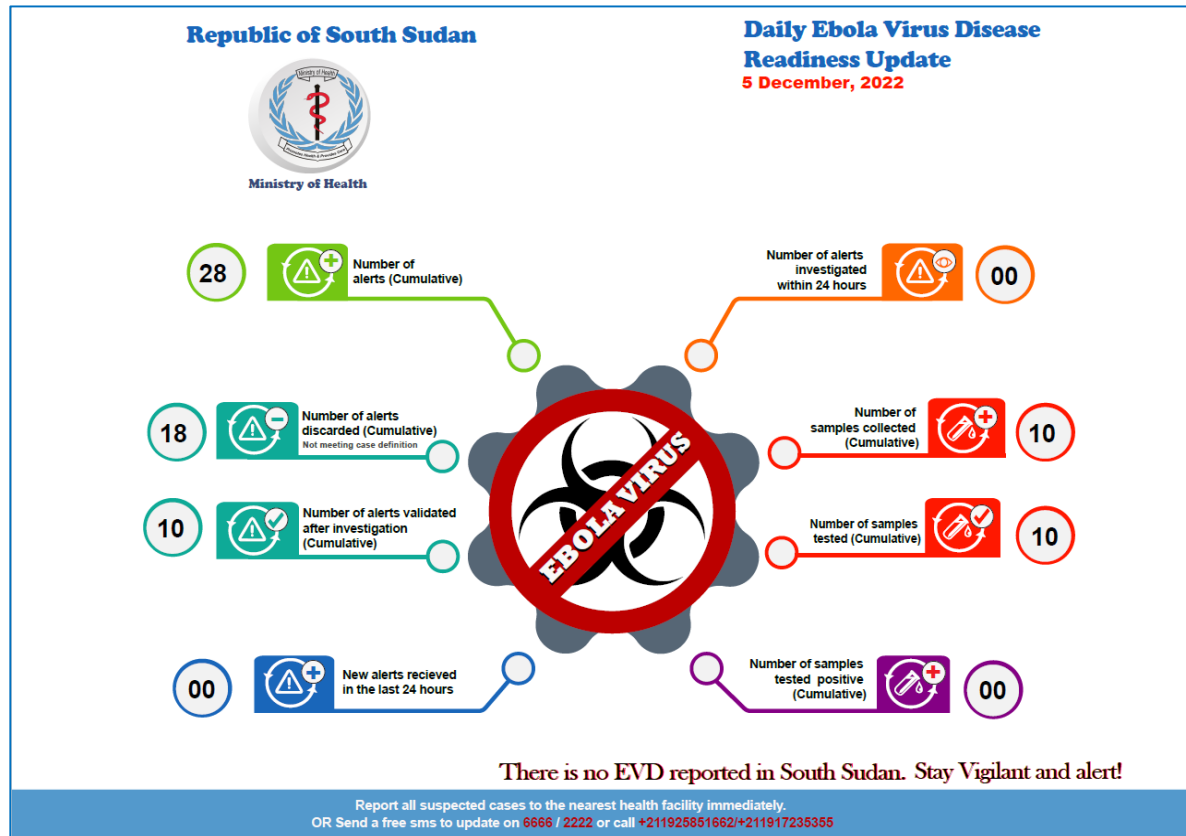 Republic of South Sudan
Daily Ebola Virus Disease
Readiness Update
5 December, 2022
Ministry of Health
Promotes Health & Provides Care
Ministry of Health
28
Number of
alerts (Cumulative)
Number of alerts
investigated
within 24 hours
00
18
Number of alerts
discarded (Cumulative)
Not meeting case definition
Number of
samples collected
(Cumulative)
10
10
Number of alerts validated
after investigation
(Cumulative)
Number of samples
tested (Cumulative)
10
EBOLA VIRUS
00
New alerts recieved
in the last 24 hours
Number of samples
tested positive
(Cumulative)
00
There is no EVD reported in South Sudan. Stay Vigilant and alert!
Report all suspected cases to the nearest health facility immediately.
OR Send a free sms to update on 6666 / 2222 or call +211925851662/+211917235355